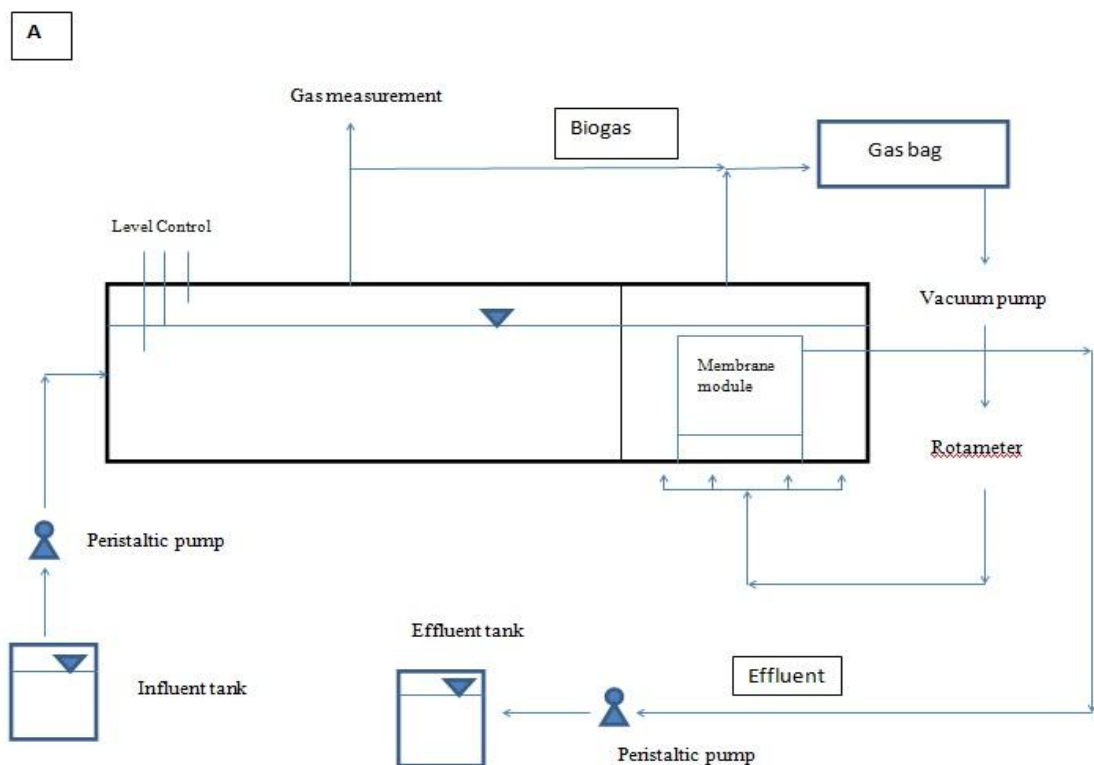 A
Gas measurement
Biogas
Gas bag
Level Control
Vacuum pump
Membrane
module
Rotameter
Peristaltic pump
Effluent tank
Influent tank
Effluent
Peristaltic pump